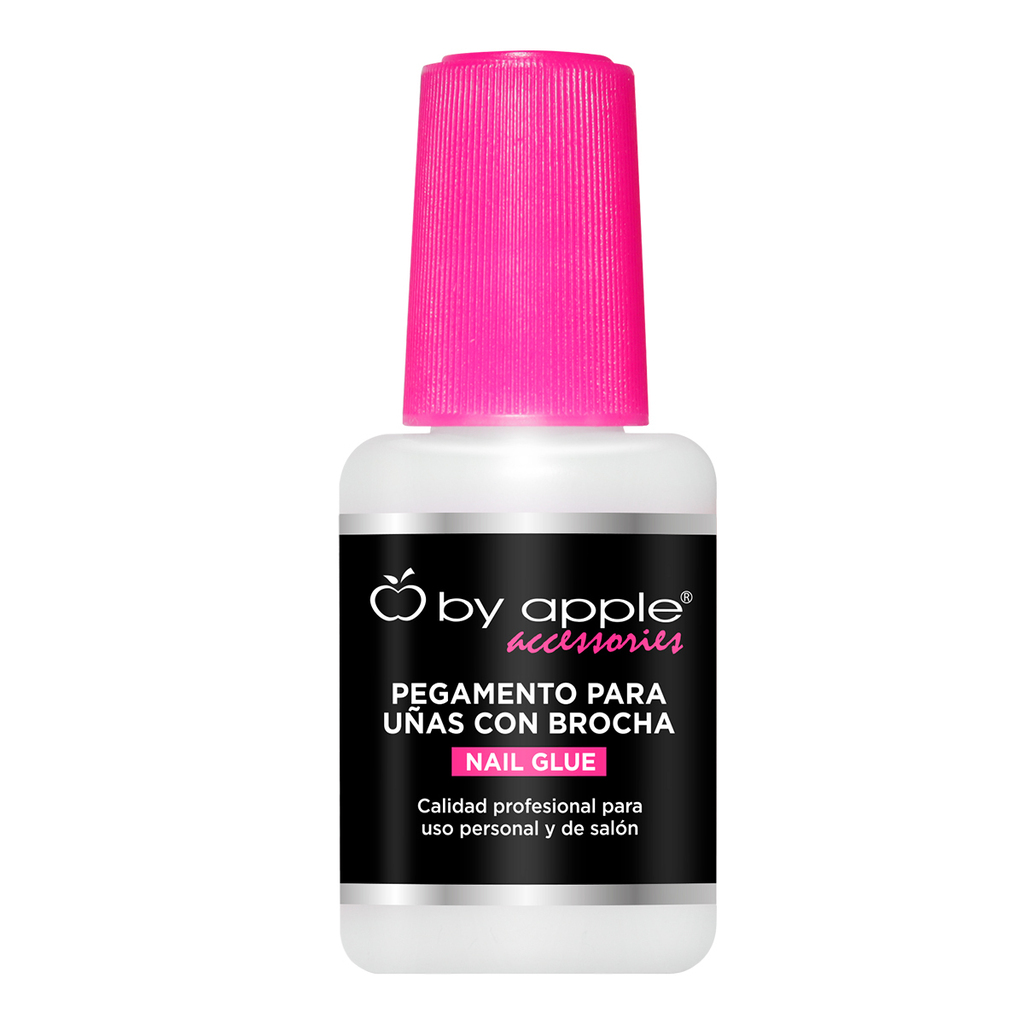 by apple®
accessories
PEGAMENTO PARA
UÑAS CON BROCHA
NAIL GLUE
Calidad profesional para
uso personal y de salón